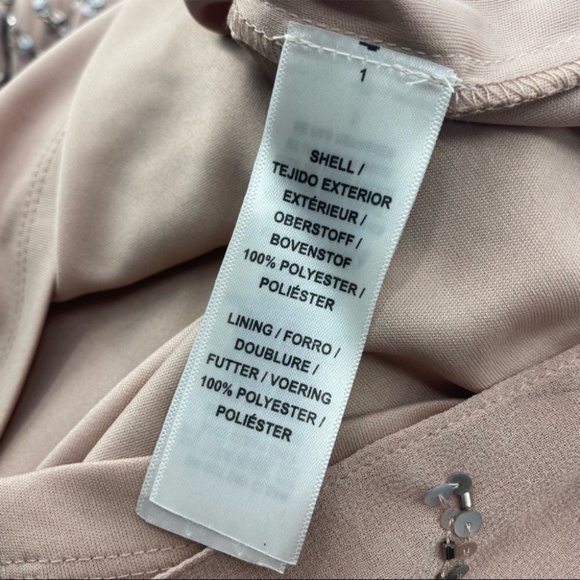 1
SHELL /
TEJIDO EXTERIOR
EXTÉRIEUR /
OBERSTOFF /
BOVENSTOF
100% POLYESTER /
POLIÉSTER
LINING / FORRO /
DOUBLURE /
FUTTER / VOERING
100% POLYESTER /
POLIÉSTER